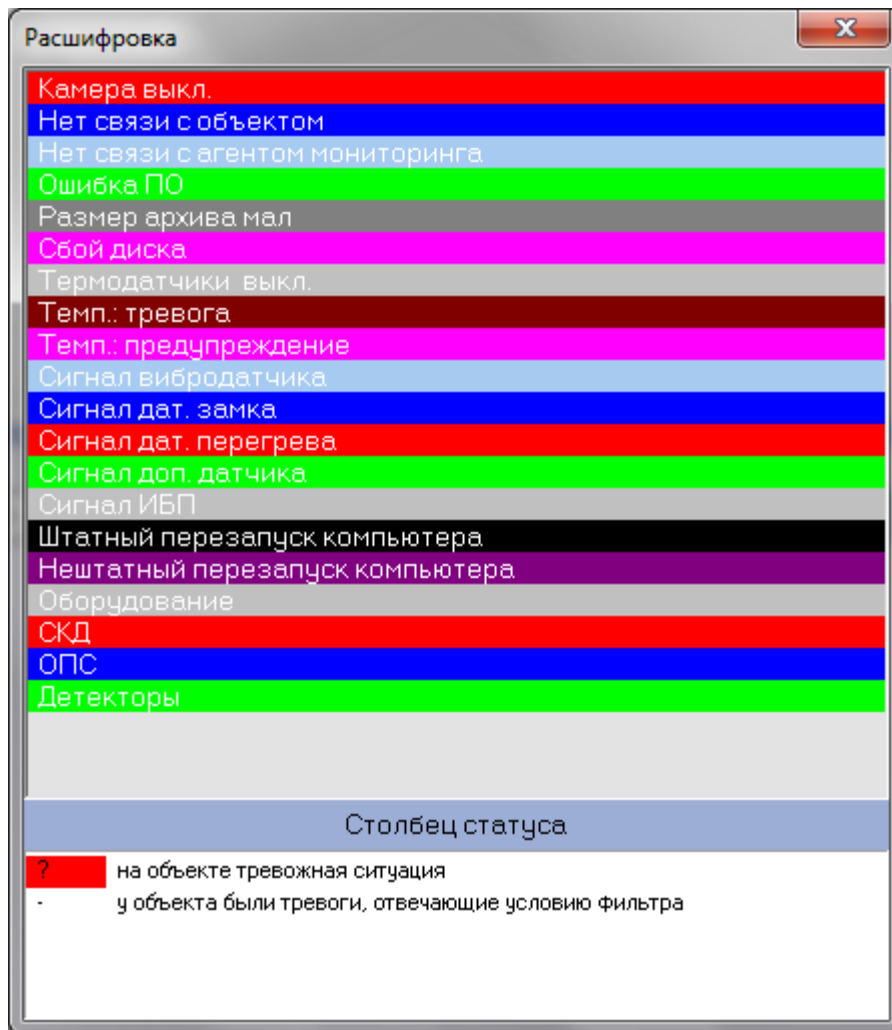 Расшифровка
Камера выкл.
Нет связи с объектом
Нет связи с агентом мониторинга
Ошибка ПО
Размер архива мал
Сбой диска
Термодатчики выкл.
Темп.: тревога
Темп.: предупреждение
Сигнал вибродатчика
Сигнал дат. замка
Сигнал дат. перегрева
Сигнал доп. датчика
Сигнал ИБП
Штатный перезапуск компьютера
Нештатный перезапуск компьютера
Оборудование
СКД
ОПС
Детекторы
Столбец статуса
? на объекте тревожная ситуация
- у объекта были тревоги, отвечающие условию фильтра